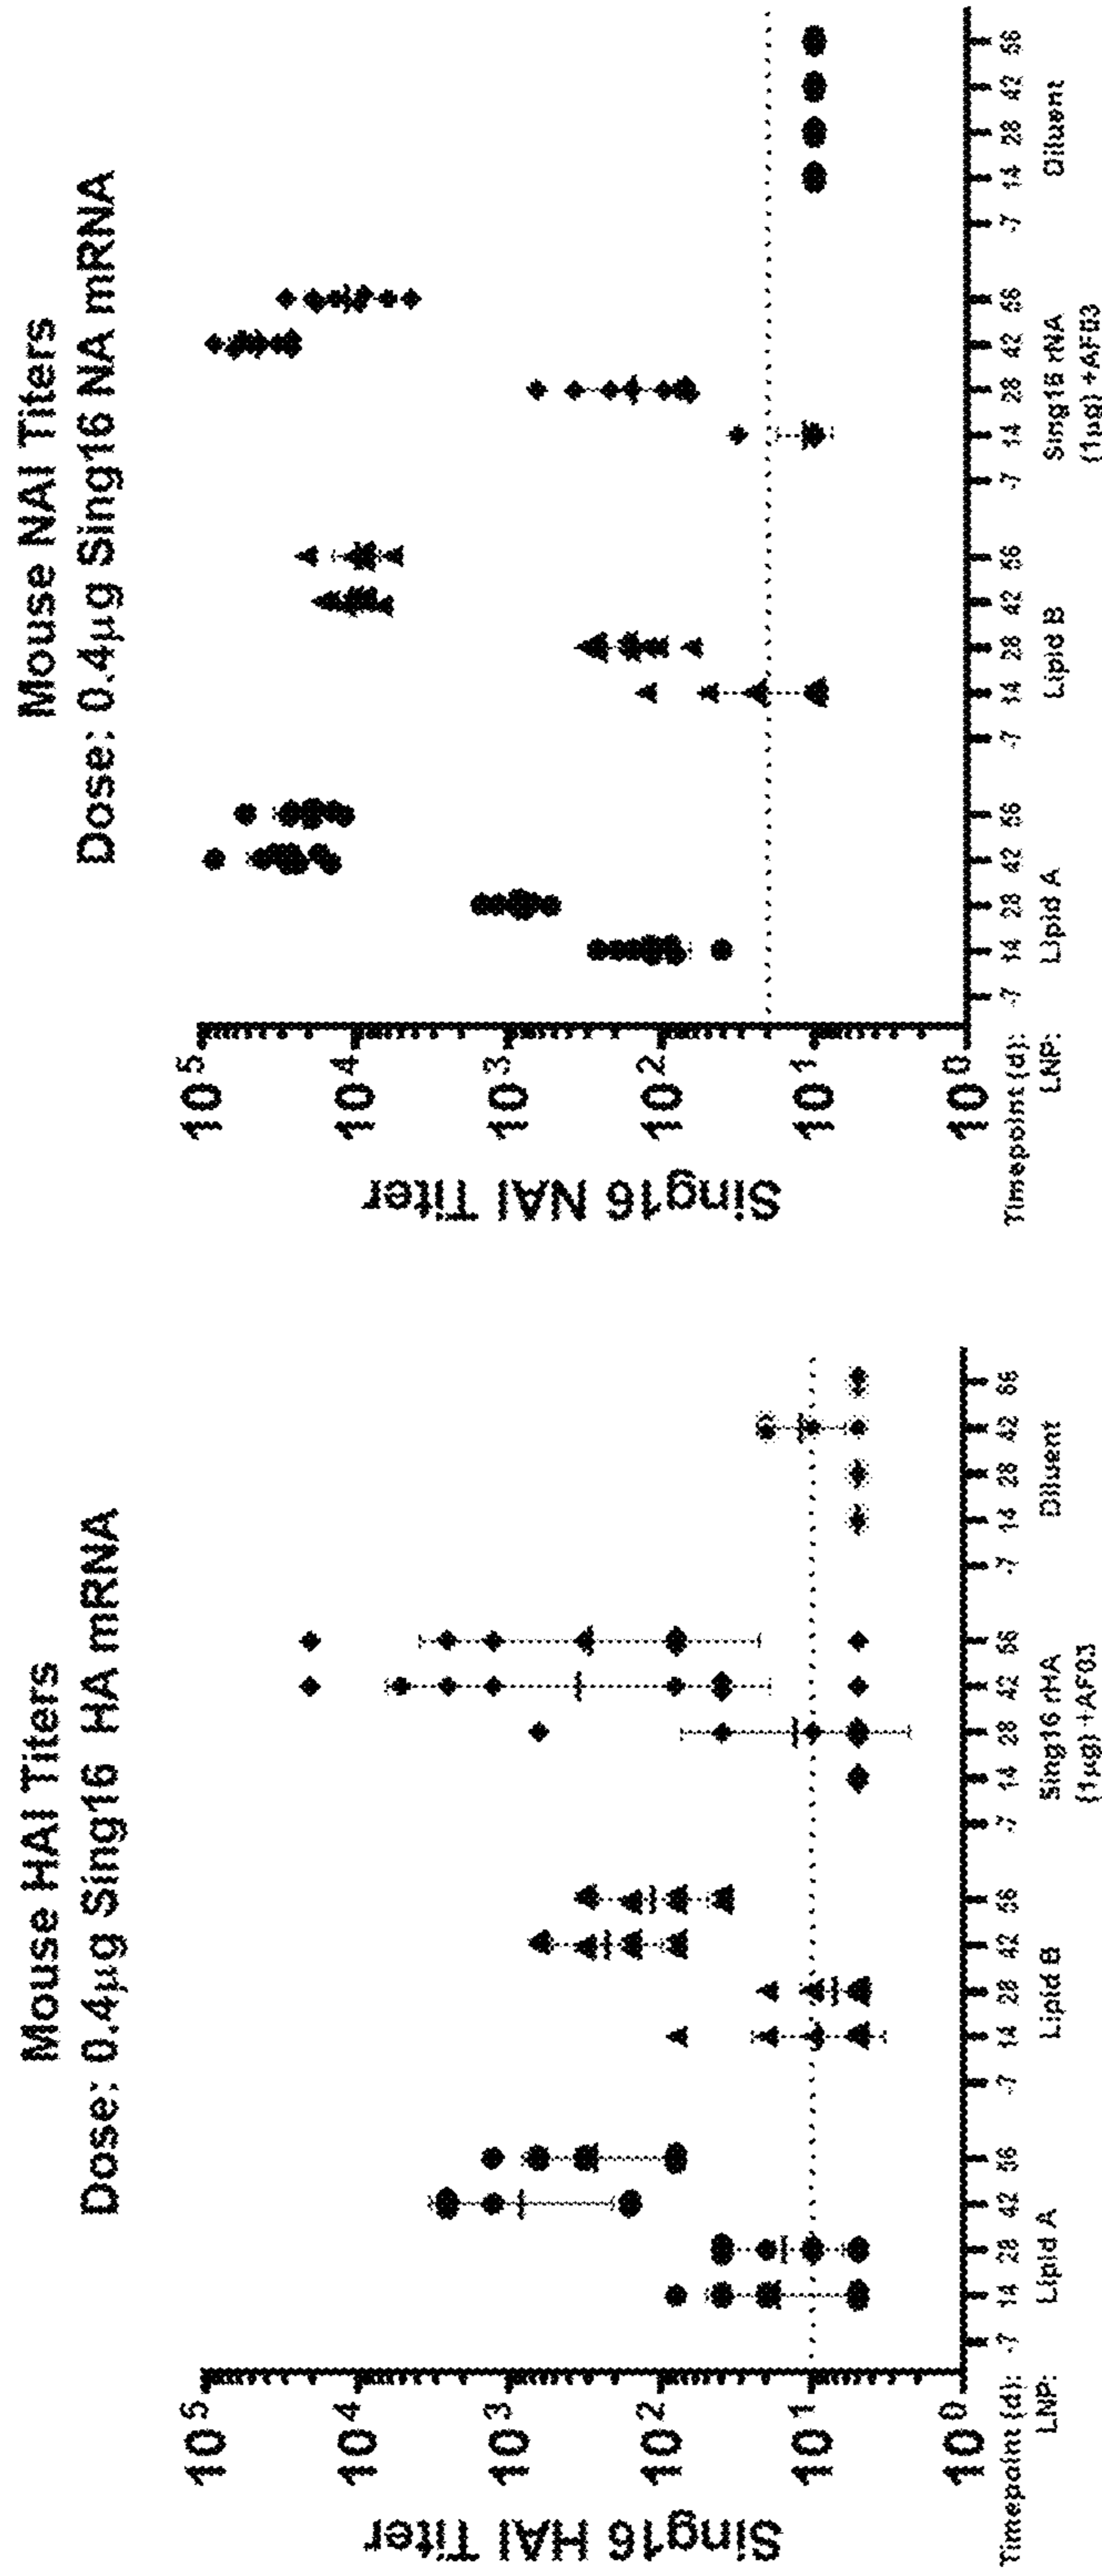 Mouse HAI Titers
Dose: 0.4µg Sing16 HA mRNA
Sing16 HAI Titer
10^5
10^4
10^3
10^2
10^1
10^0
Timepoint (d): -7 14 28 42 56 -7 14 28 42 56 -7 14 28 42 56 -7 14 28 42 56
LNP: Lipid A Lipid B Sing16 rHA Diluent
(1µg) +AF03
Mouse NAI Titers
Dose: 0.4µg Sing16 NA mRNA
Sing16 NAI Titer
10^5
10^4
10^3
10^2
10^1
10^0
Timepoint (d): -7 14 28 42 56 -7 14 28 42 56 -7 14 28 42 56 -7 14 28 42 56
LNP: Lipid A Lipid B Sing16 rNA Diluent
(1µg) +AF03